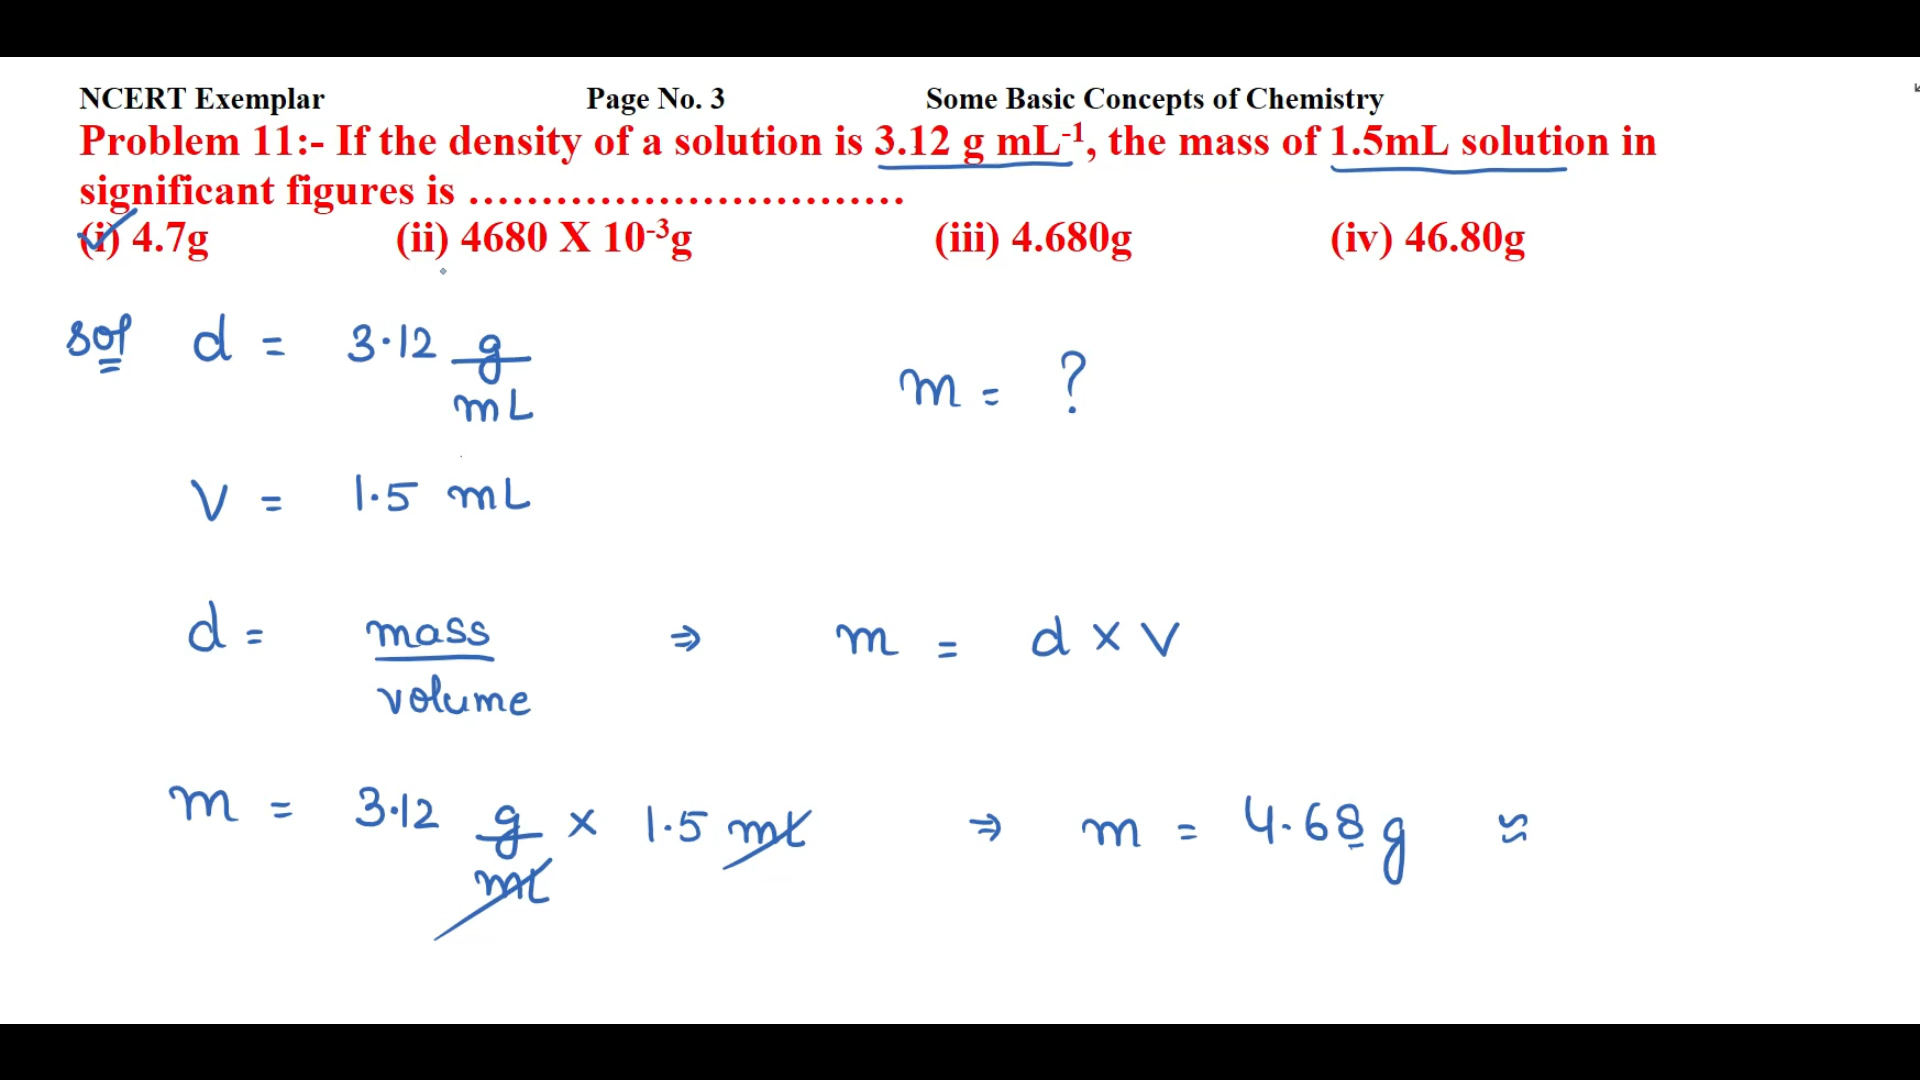 NCERT Exemplar Page No. 3 Some Basic Concepts of Chemistry
Problem 11:- If the density of a solution is 3.12 g mL⁻¹, the mass of 1.5mL solution in
significant figures is ..............................
(i) 4.7g (ii) 4680 X 10⁻³g (iii) 4.680g (iv) 46.80g
Sol d = 3.12 g/mL m = ?
V = 1.5 mL
d = mass/volume ⇒ m = d × V
m = 3.12 g/mL × 1.5 mL ⇒ m = 4.68 g ≈